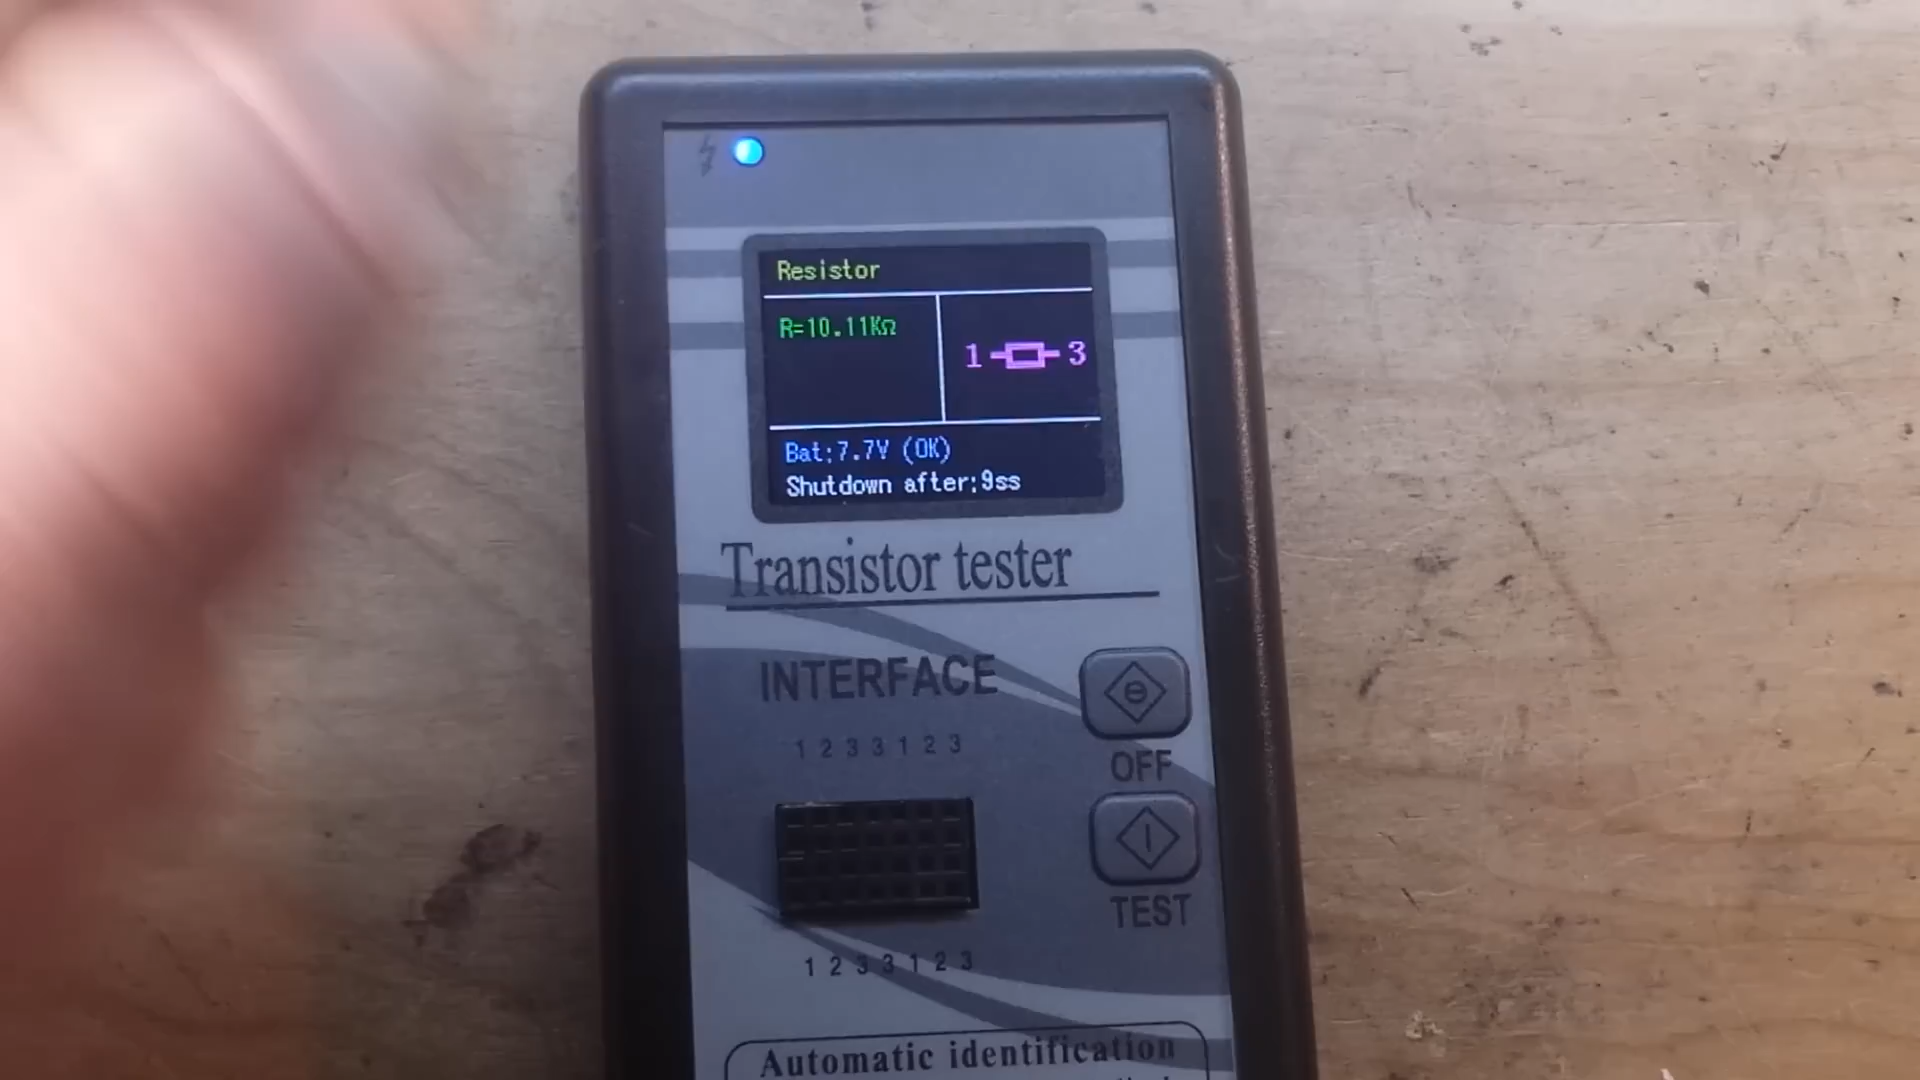 Resistor
R=10.11KΩ
1 3
Bat:7.7V (OK)
Shutdown after:9ss
Transistor tester
INTERFACE
1 2 3 3 1 2 3
OFF
TEST
1 2 3 3 1 2 3
Automatic identification